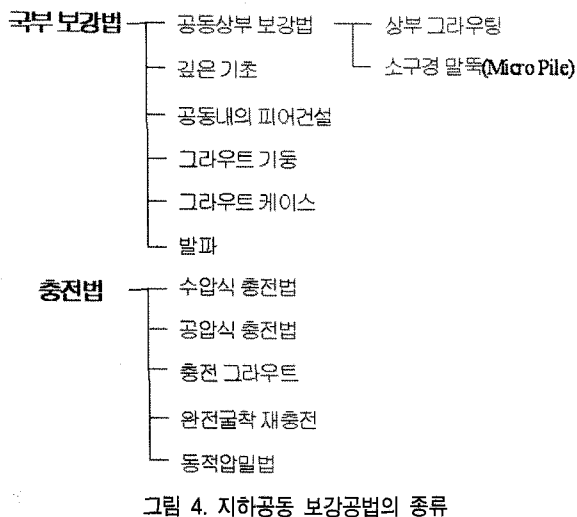 국부 보강법 공동상부 보강법 상부 그라우팅
깊은 기초 소구경 말뚝(Micro Pile)
공동내의 피어건설
그라우트 기둥
그라우트 케이스
발파
충전법 수압식 충전법
공압식 충전법
충전 그라우트
완전굴착 재충전
동적압밀법
그림 4. 지하공동 보강공법의 종류